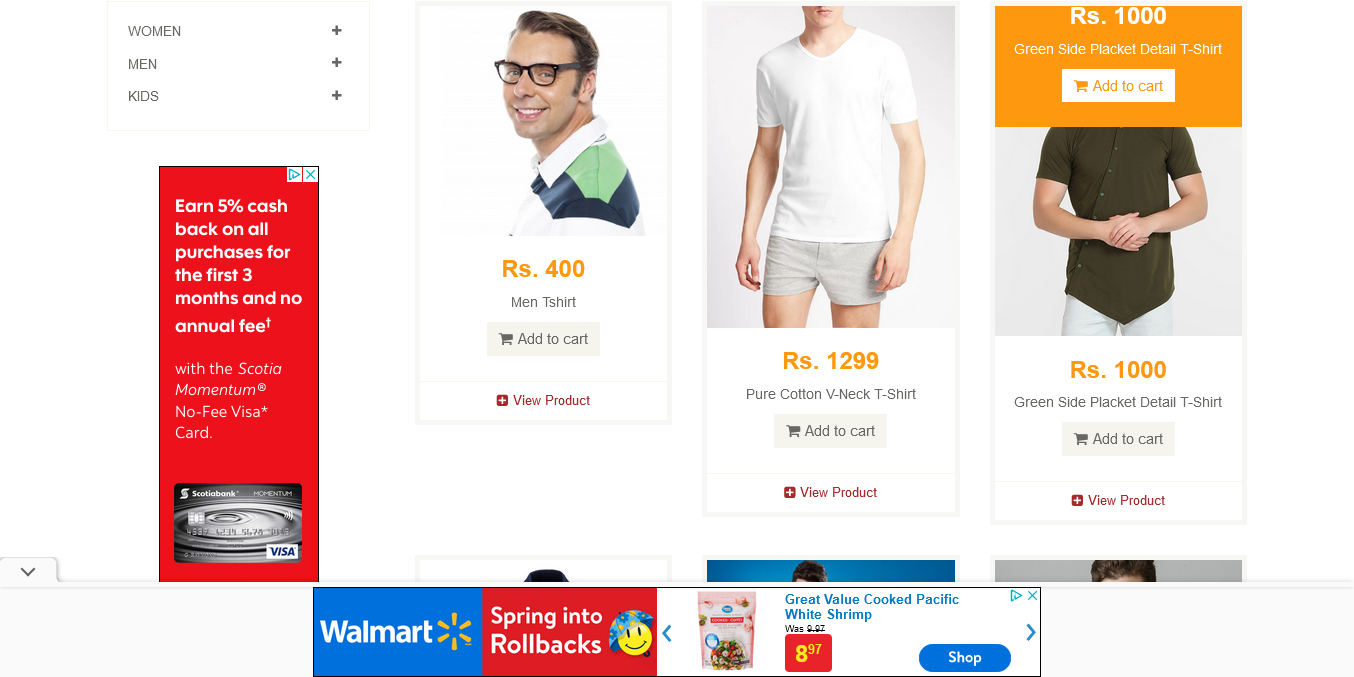 WOMEN
MEN
KIDS
Earn 5% cash
back on all
purchases for
the first 3
months and no
annual fee†
with the Scotia
Momentum®
No-Fee Visa*
Card.
Scotiabank
MOMENTUM
VISA
Rs. 400
Men Tshirt
Add to cart
View Product
Rs. 1299
Pure Cotton V-Neck T-Shirt
Add to cart
View Product
Rs. 1000
Green Side Placket Detail T-Shirt
Add to cart
Rs. 1000
Green Side Placket Detail T-Shirt
Add to cart
View Product
Walmart
Spring into
Rollbacks
Great Value Cooked Pacific
White Shrimp
Was 9.97
8.97
Shop